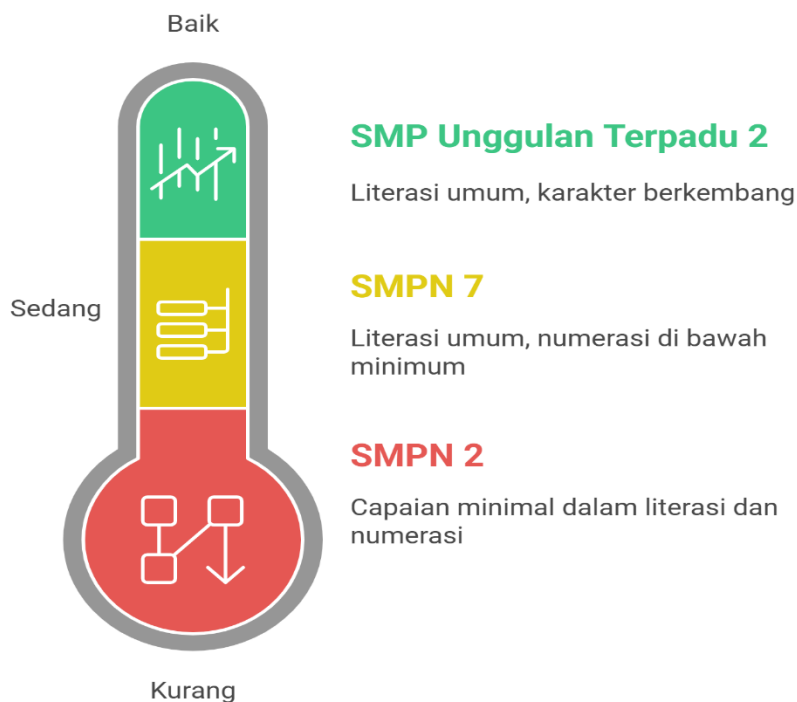 Baik
SMP Unggulan Terpadu 2
Literasi umum, karakter berkembang
SMPN 7
Sedang
Literasi umum, numerasi di bawah
minimum
SMPN 2
Capaian minimal dalam literasi dan
numerasi
Kurang